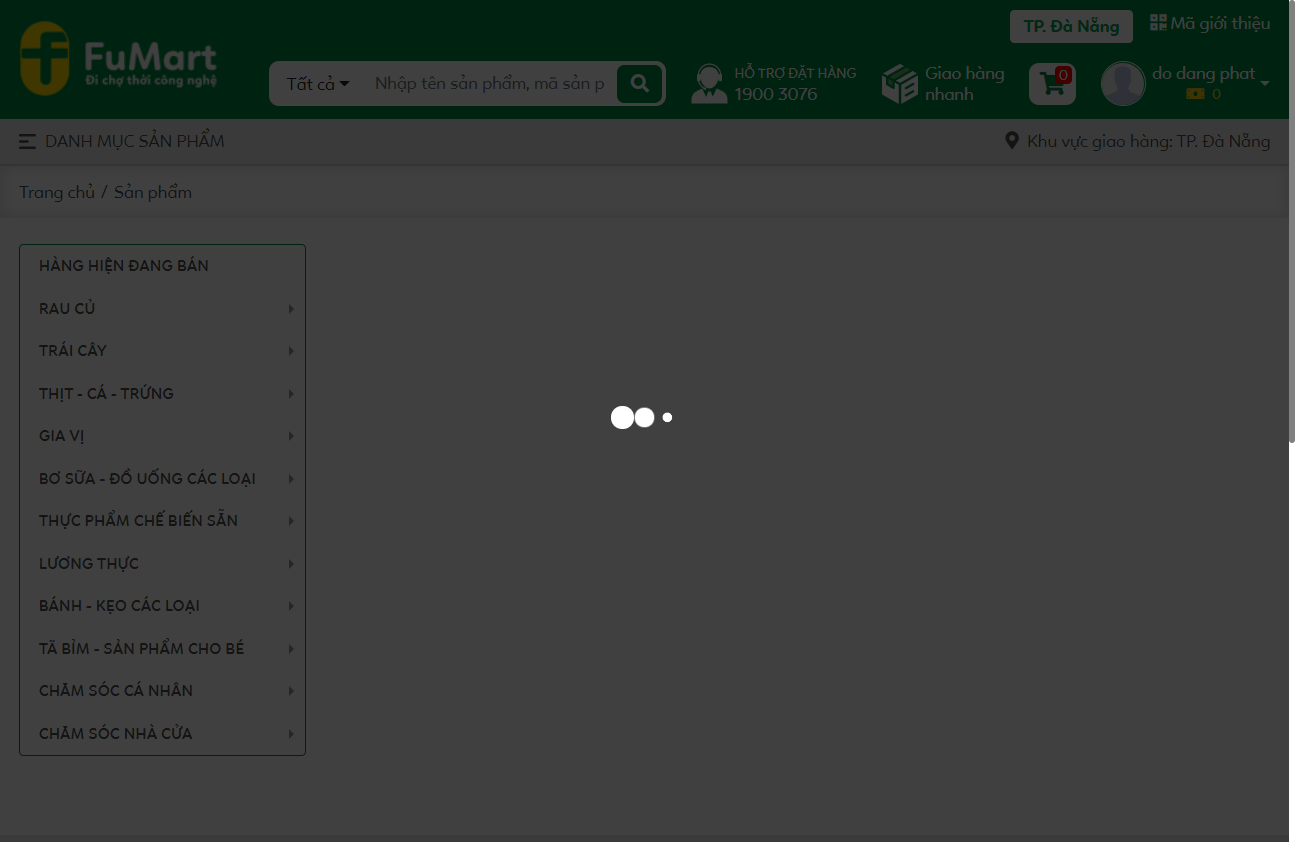 TP. Đà Nẵng
Mã giới thiệu
FuMart
Đi chợ thời công nghệ
Tất cả
Nhập tên sản phẩm, mã sản p
HỖ TRỢ ĐẶT HÀNG
1900 3076
Giao hàng
nhanh
0
do dang phat
0
DANH MỤC SẢN PHẨM
Khu vực giao hàng: TP. Đà Nẵng
Trang chủ / Sản phẩm
HÀNG HIỆN ĐANG BÁN
RAU CỦ
TRÁI CÂY
THỊT - CÁ - TRỨNG
GIA VỊ
BƠ SỮA - ĐỒ UỐNG CÁC LOẠI
THỰC PHẨM CHẾ BIẾN SẴN
LƯƠNG THỰC
BÁNH - KẸO CÁC LOẠI
TÃ BỈM - SẢN PHẨM CHO BÉ
CHĂM SÓC CÁ NHÂN
CHĂM SÓC NHÀ CỬA